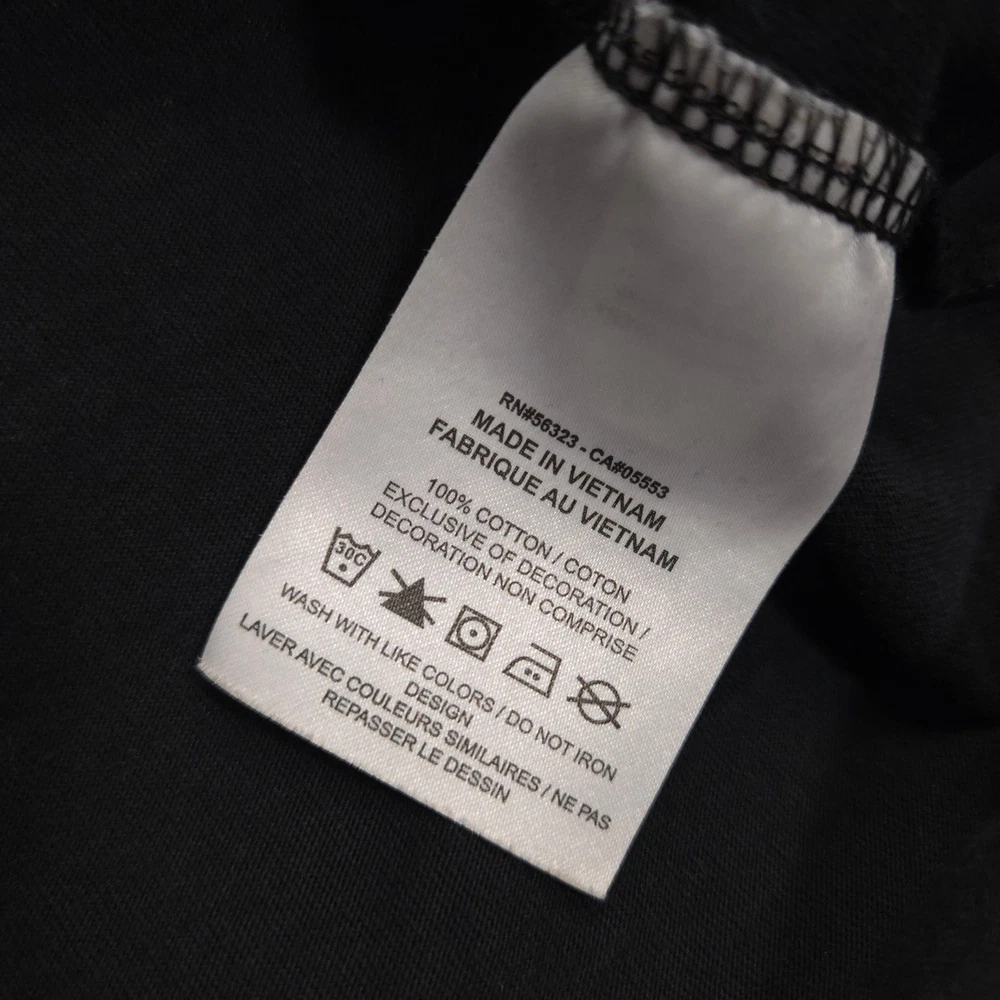 RN#56323 - CA#05553
MADE IN VIETNAM
FABRIQUE AU VIETNAM
100% COTTON / COTON
EXCLUSIVE OF DECORATION /
DECORATION NON COMPRISE
30C
WASH WITH LIKE COLORS / DO NOT IRON
DESIGN
LAVER AVEC COULEURS SIMILAIRES / NE PAS
REPASSER LE DESSIN